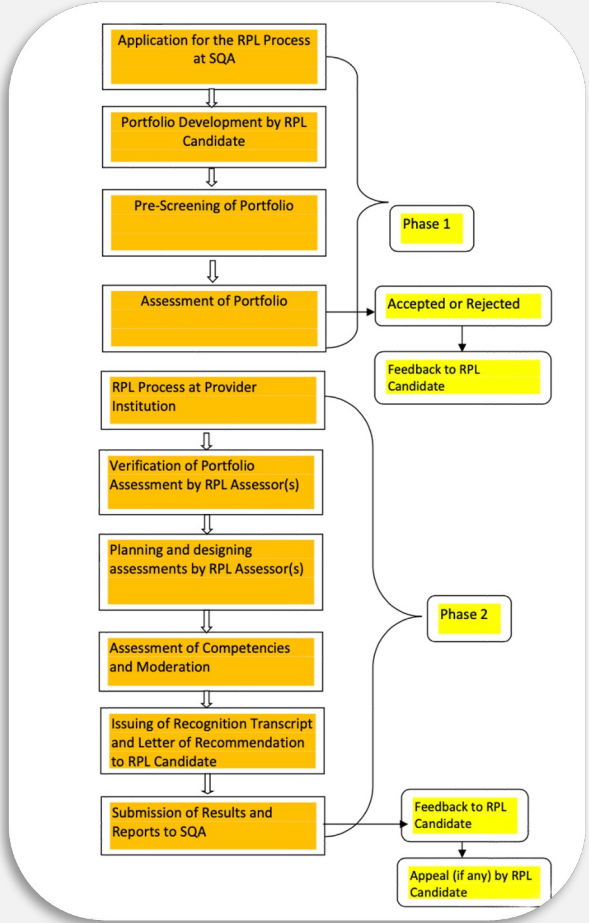 Application for the RPL Process
at SQA
Portfolio Development by RPL
Candidate
Pre-Screening of Portfolio
Phase 1
Assessment of Portfolio
Accepted or Rejected
Feedback to RPL
Candidate
RPL Process at Provider
Institution
Verification of Portfolio
Assessment by RPL Assessor(s)
Planning and designing
assessments by RPL Assessor(s)
Phase 2
Assessment of Competencies
and Moderation
Issuing of Recognition Transcript
and Letter of Recommendation
to RPL Candidate
Submission of Results and
Reports to SQA
Feedback to RPL
Candidate
Appeal (if any) by RPL
Candidate